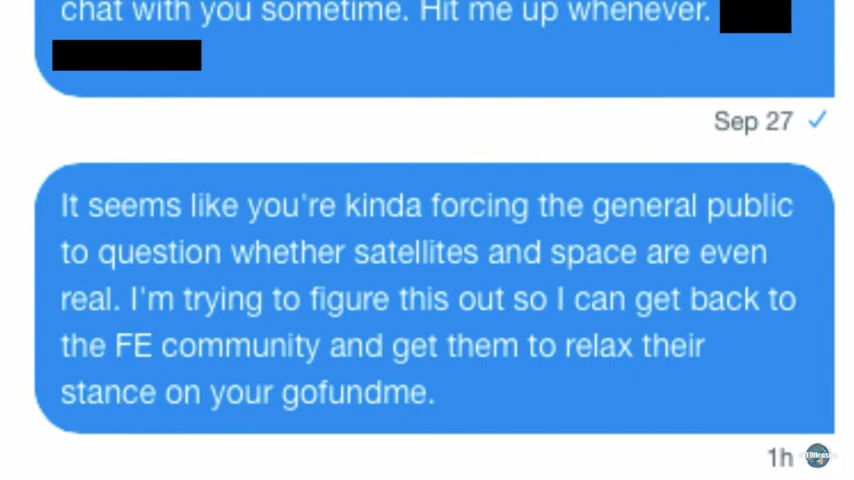 chat with you sometime. Hit me up whenever.
Sep 27
It seems like you're kinda forcing the general public
to question whether satellites and space are even
real. I'm trying to figure this out so I can get back to
the FE community and get them to relax their
stance on your gofundme.
1h